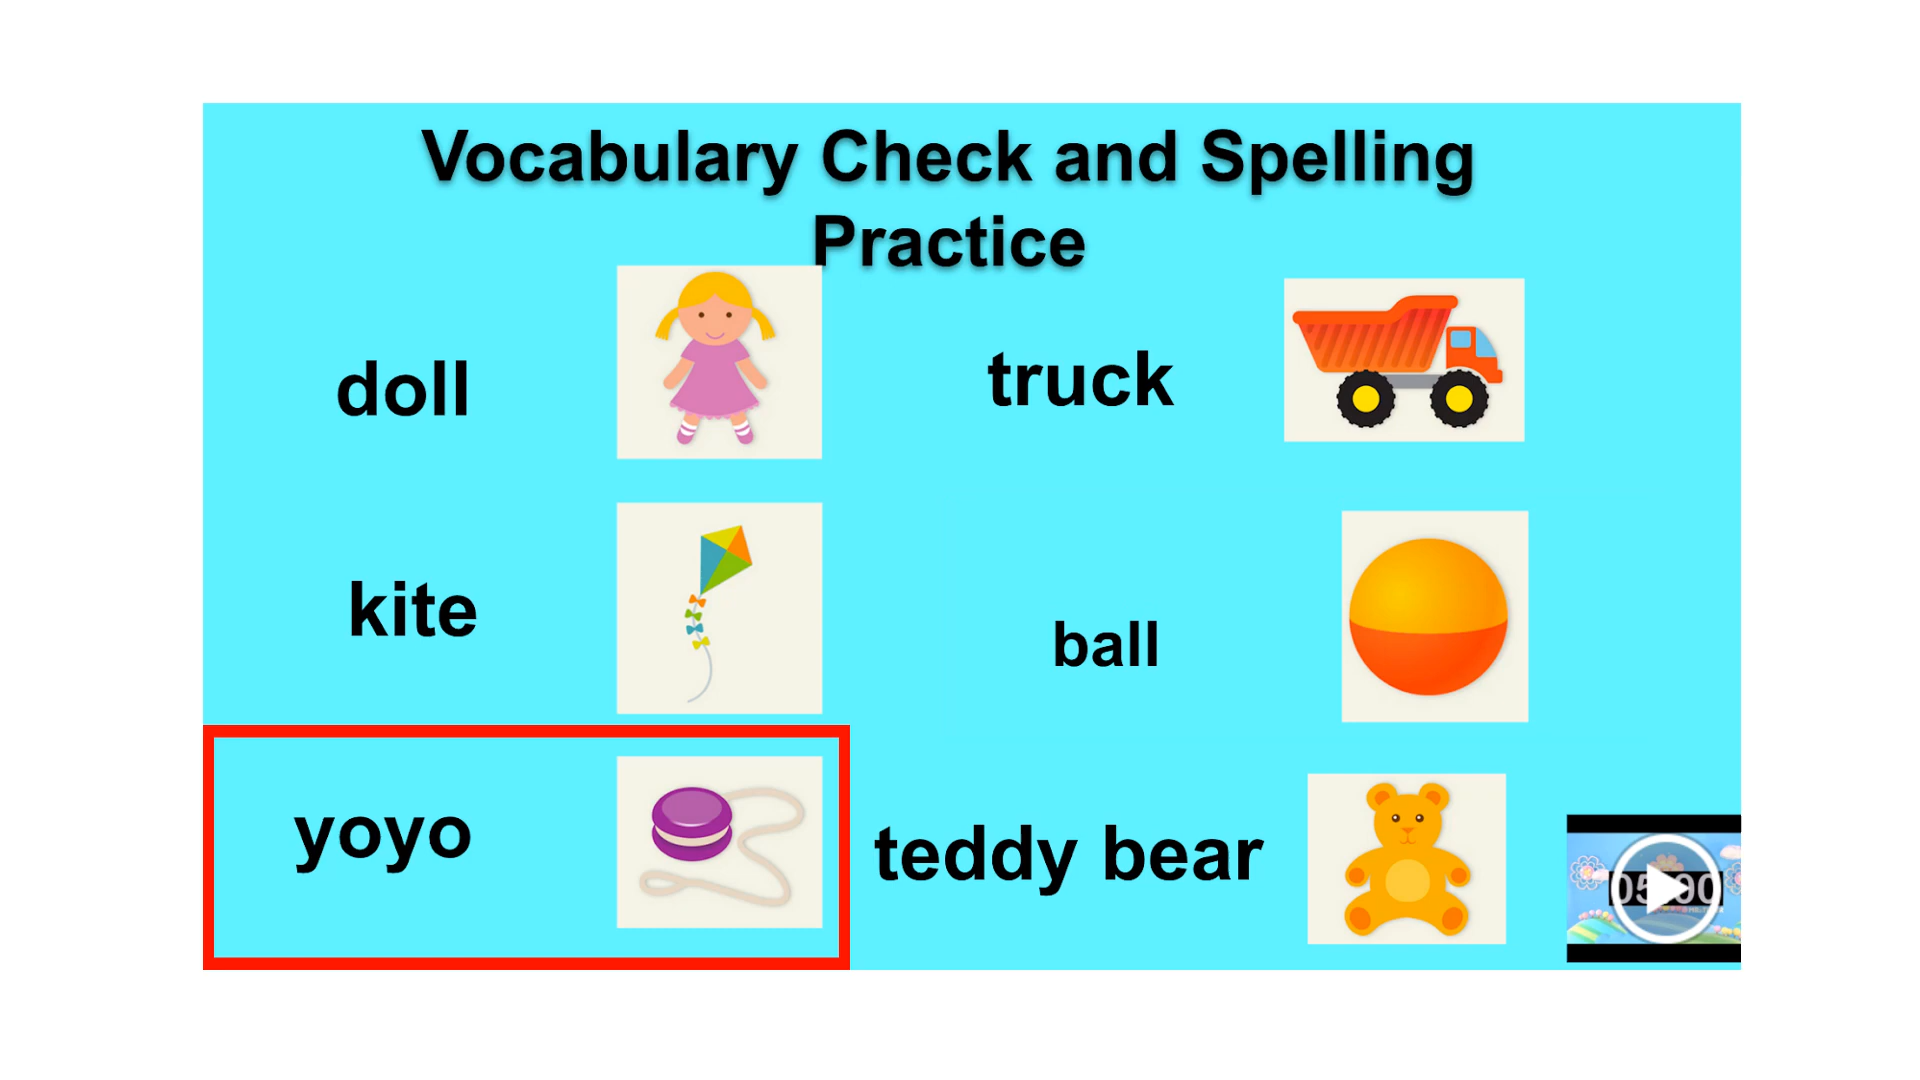 Vocabulary Check and Spelling
Practice
doll
truck
kite
ball
yoyo
teddy bear